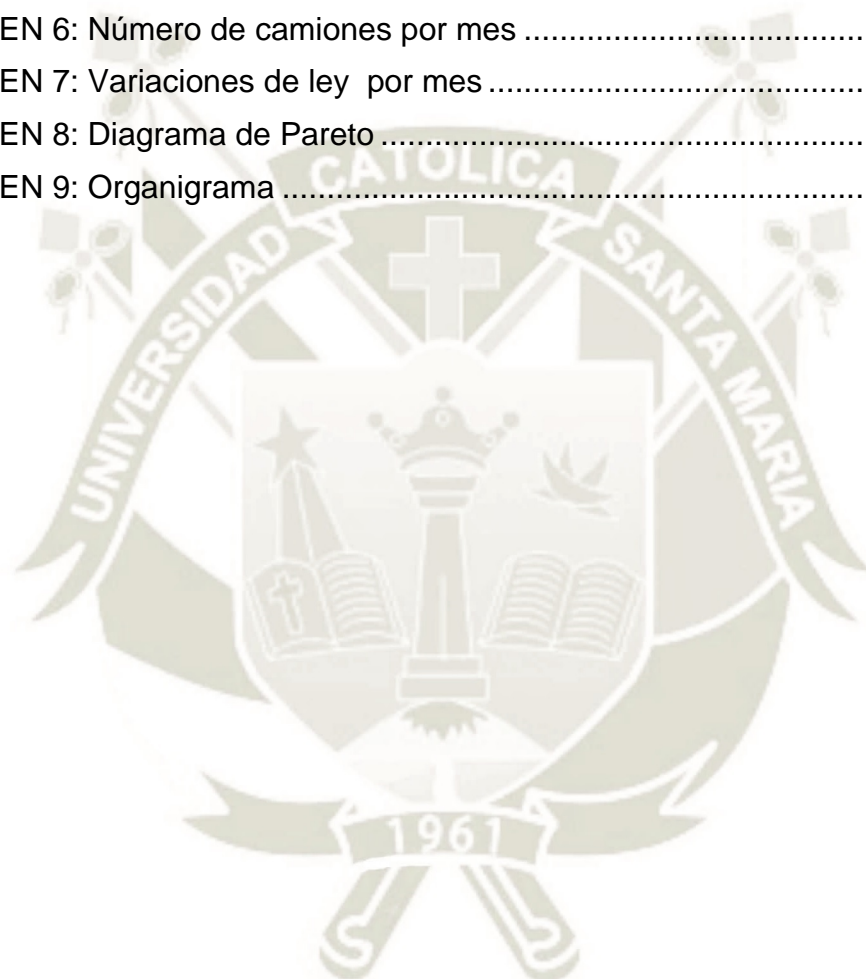 EN 6: Número de camiones por mes ......................................
EN 7: Variaciones de ley  por mes ..........................................
EN 8: Diagrama de Pareto ......................................................
EN 9: Organigrama .................................................................
UNIVERSIDAD CATOLICA SANTA MARIA
1961